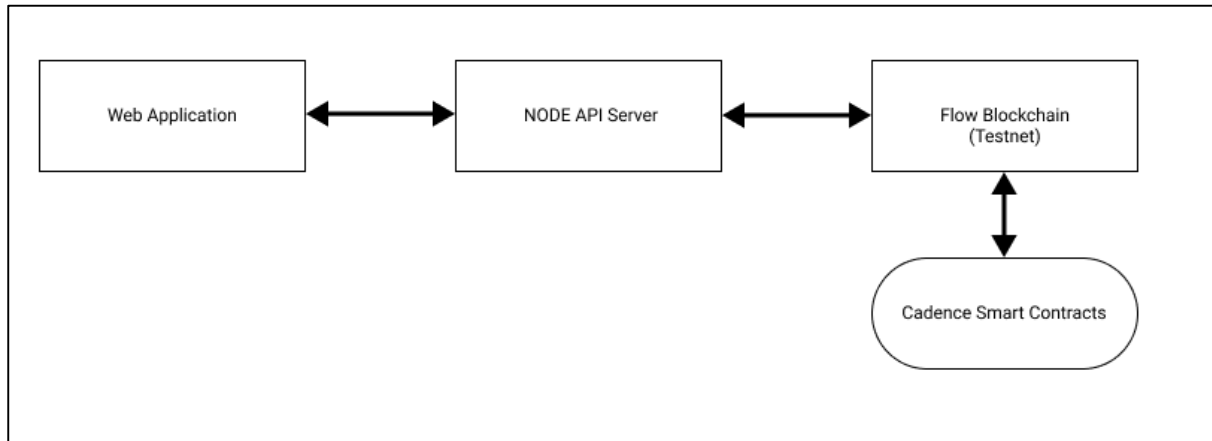 Web Application
NODE API Server
Flow Blockchain
(Testnet)
Cadence Smart Contracts